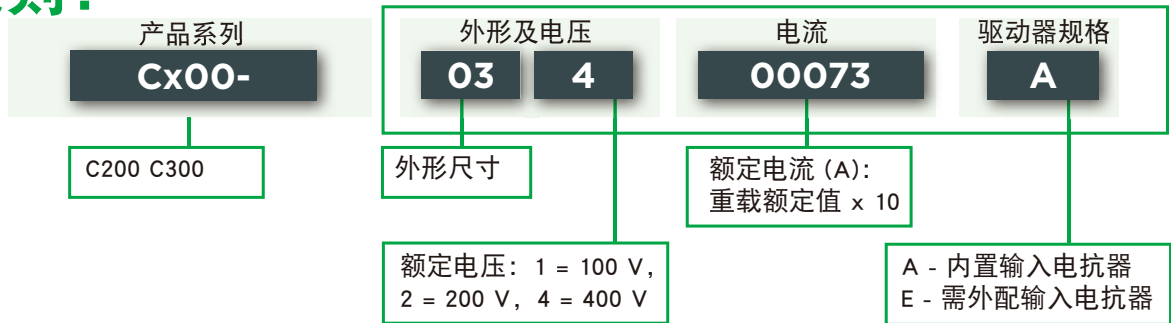 产品系列
外形及电压
电流
驱动器规格
Cx00-
03
4
00073
A
C200 C300
外形尺寸
额定电流 (A):
重载额定值 x 10
额定电压: 1 = 100 V,
2 = 200 V, 4 = 400 V
A - 内置输入电抗器
E - 需外配输入电抗器